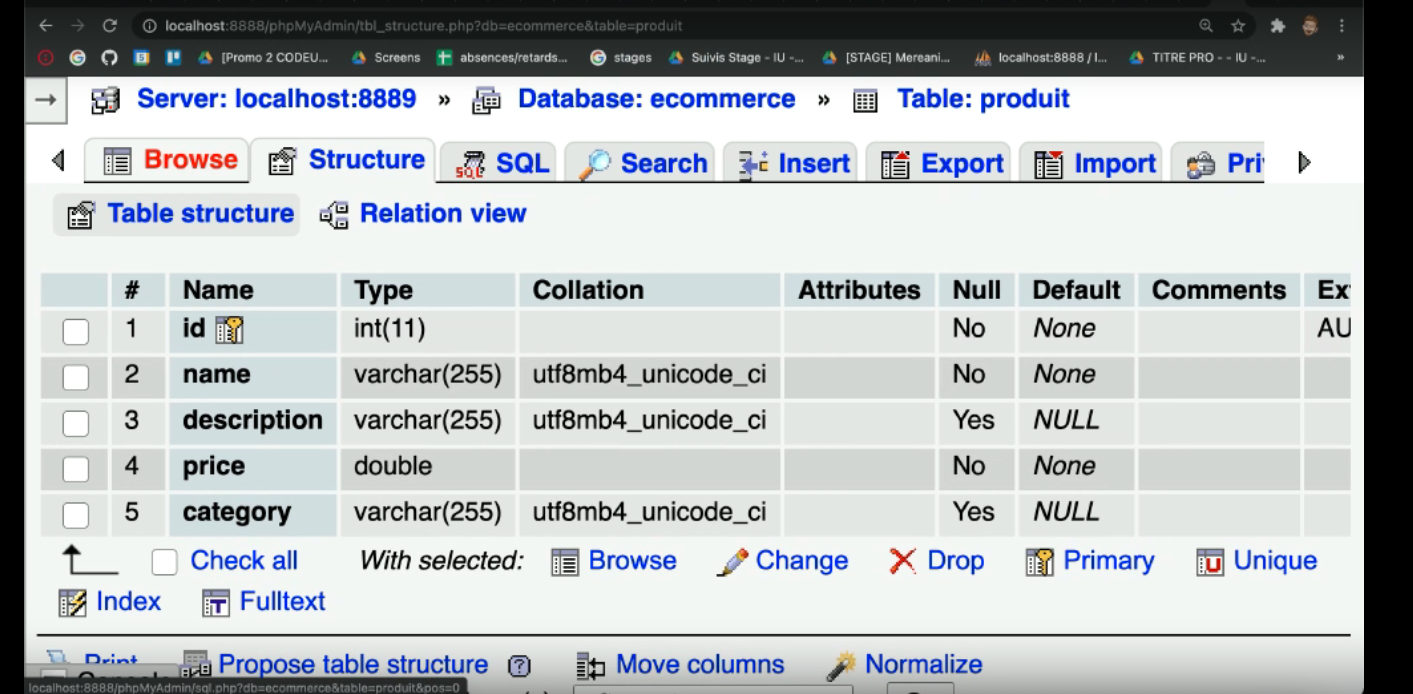 localhost:8888/phpMyAdmin/tbl_structure.php?db=ecommerce&table=produit
[Promo 2 CODEU... Screens absences/retards... stages Suivis Stage - IU -... [STAGE] Mereani... localhost:8888 / l... TITRE PRO - - IU -... »
Server: localhost:8889 » Database: ecommerce » Table: produit
Browse Structure SQL Search Insert Export Import Pri
Table structure Relation view
# Name Type Collation Attributes Null Default Comments Ex
1 id int(11) No None AU
2 name varchar(255) utf8mb4_unicode_ci No None
3 description varchar(255) utf8mb4_unicode_ci Yes NULL
4 price double No None
5 category varchar(255) utf8mb4_unicode_ci Yes NULL
Check all With selected: Browse Change Drop Primary Unique
Index Fulltext
Print Propose table structure Move columns Normalize
Console
localhost:8888/phpMyAdmin/sql.php?db=ecommerce&table=produit&pos=0